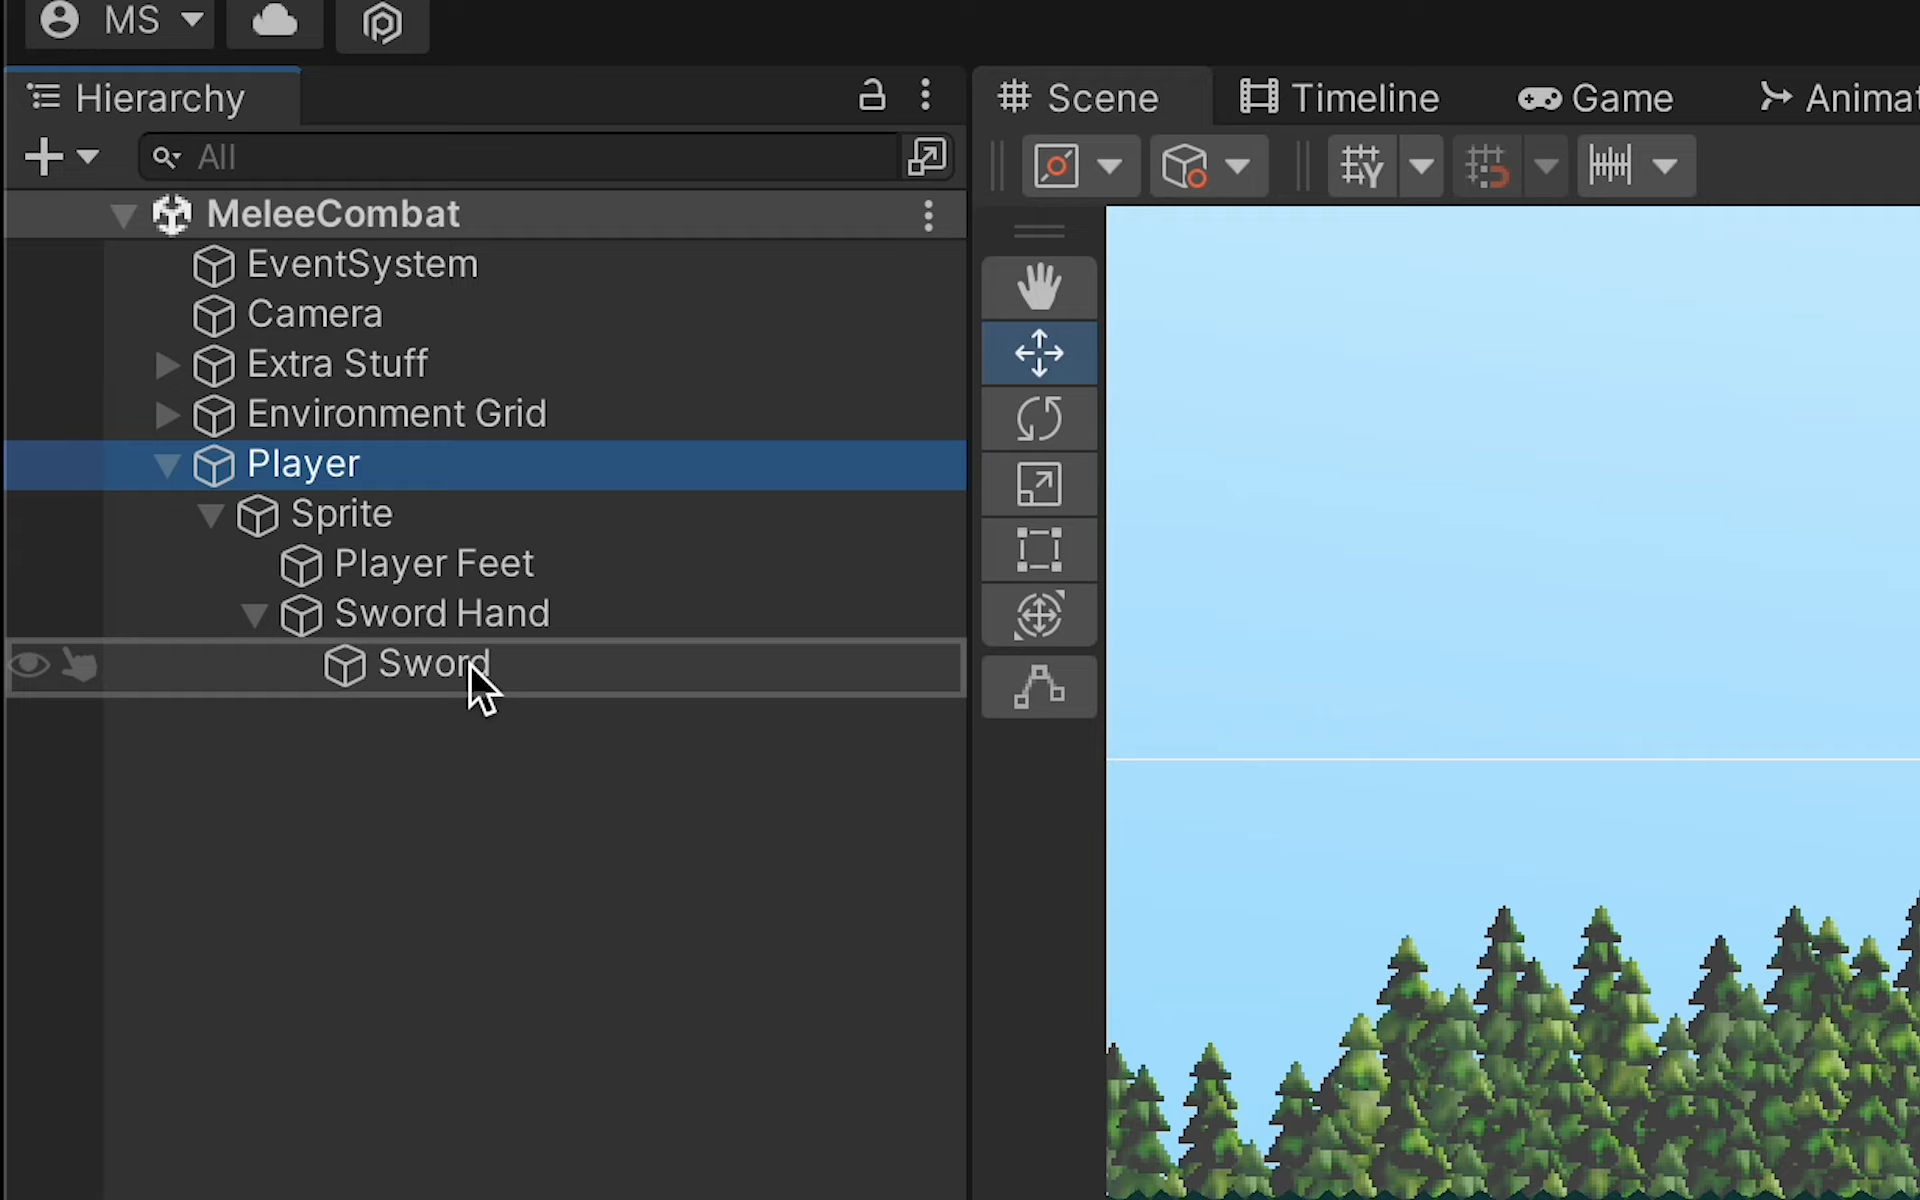 MS
Hierarchy
Scene
Timeline
Game
Animat
All
MeleeCombat
EventSystem
Camera
Extra Stuff
Environment Grid
Player
Sprite
Player Feet
Sword Hand
Sword